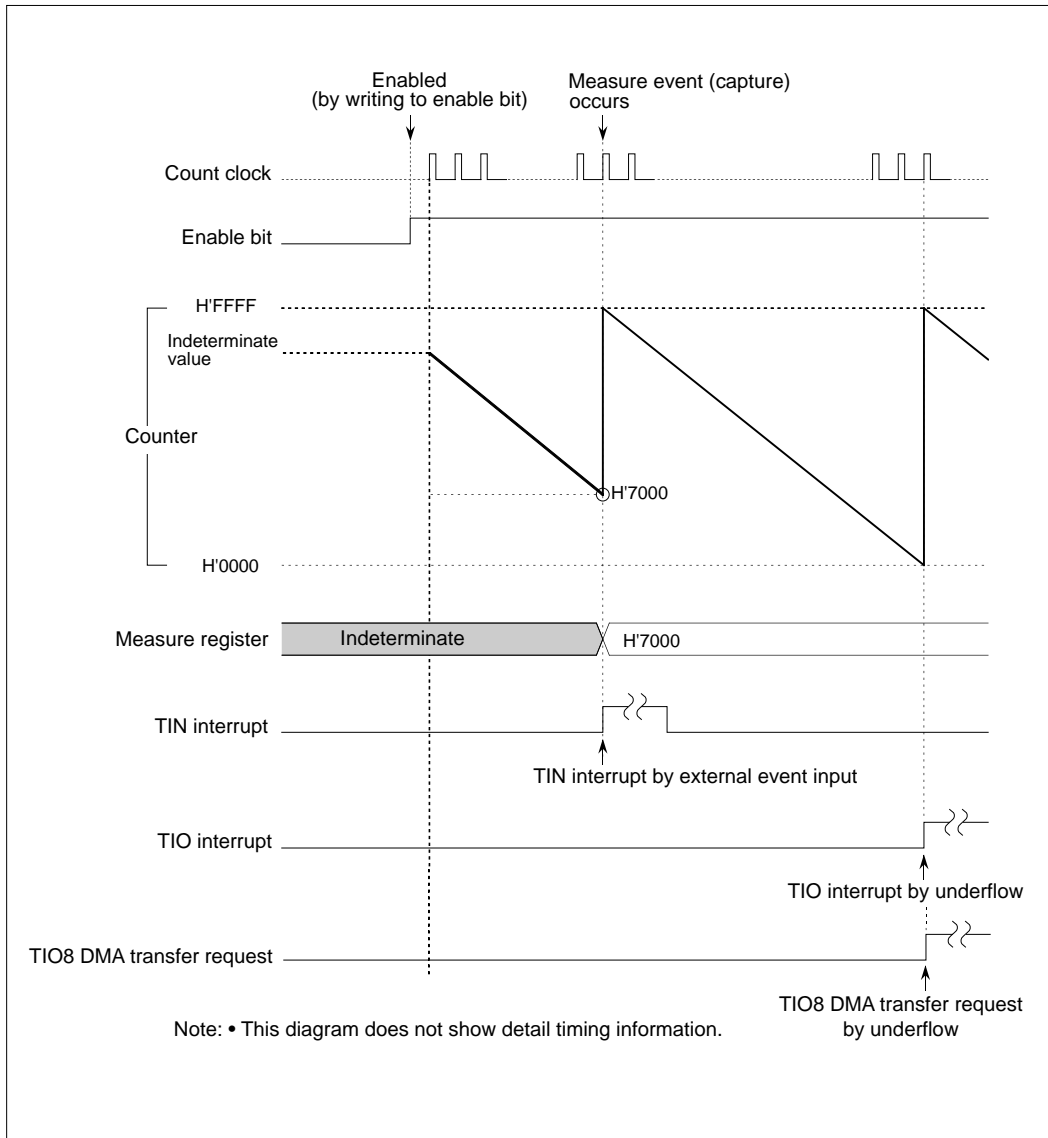 Enabled
(by writing to enable bit)
Measure event (capture)
occurs
Count clock
Enable bit
H'FFFF
Indeterminate
value
Counter
H'7000
H'0000
Measure register
Indeterminate
H'7000
TIN interrupt
TIN interrupt by external event input
TIO interrupt
TIO interrupt by underflow
TIO8 DMA transfer request
TIO8 DMA transfer request
by underflow
Note: • This diagram does not show detail timing information.